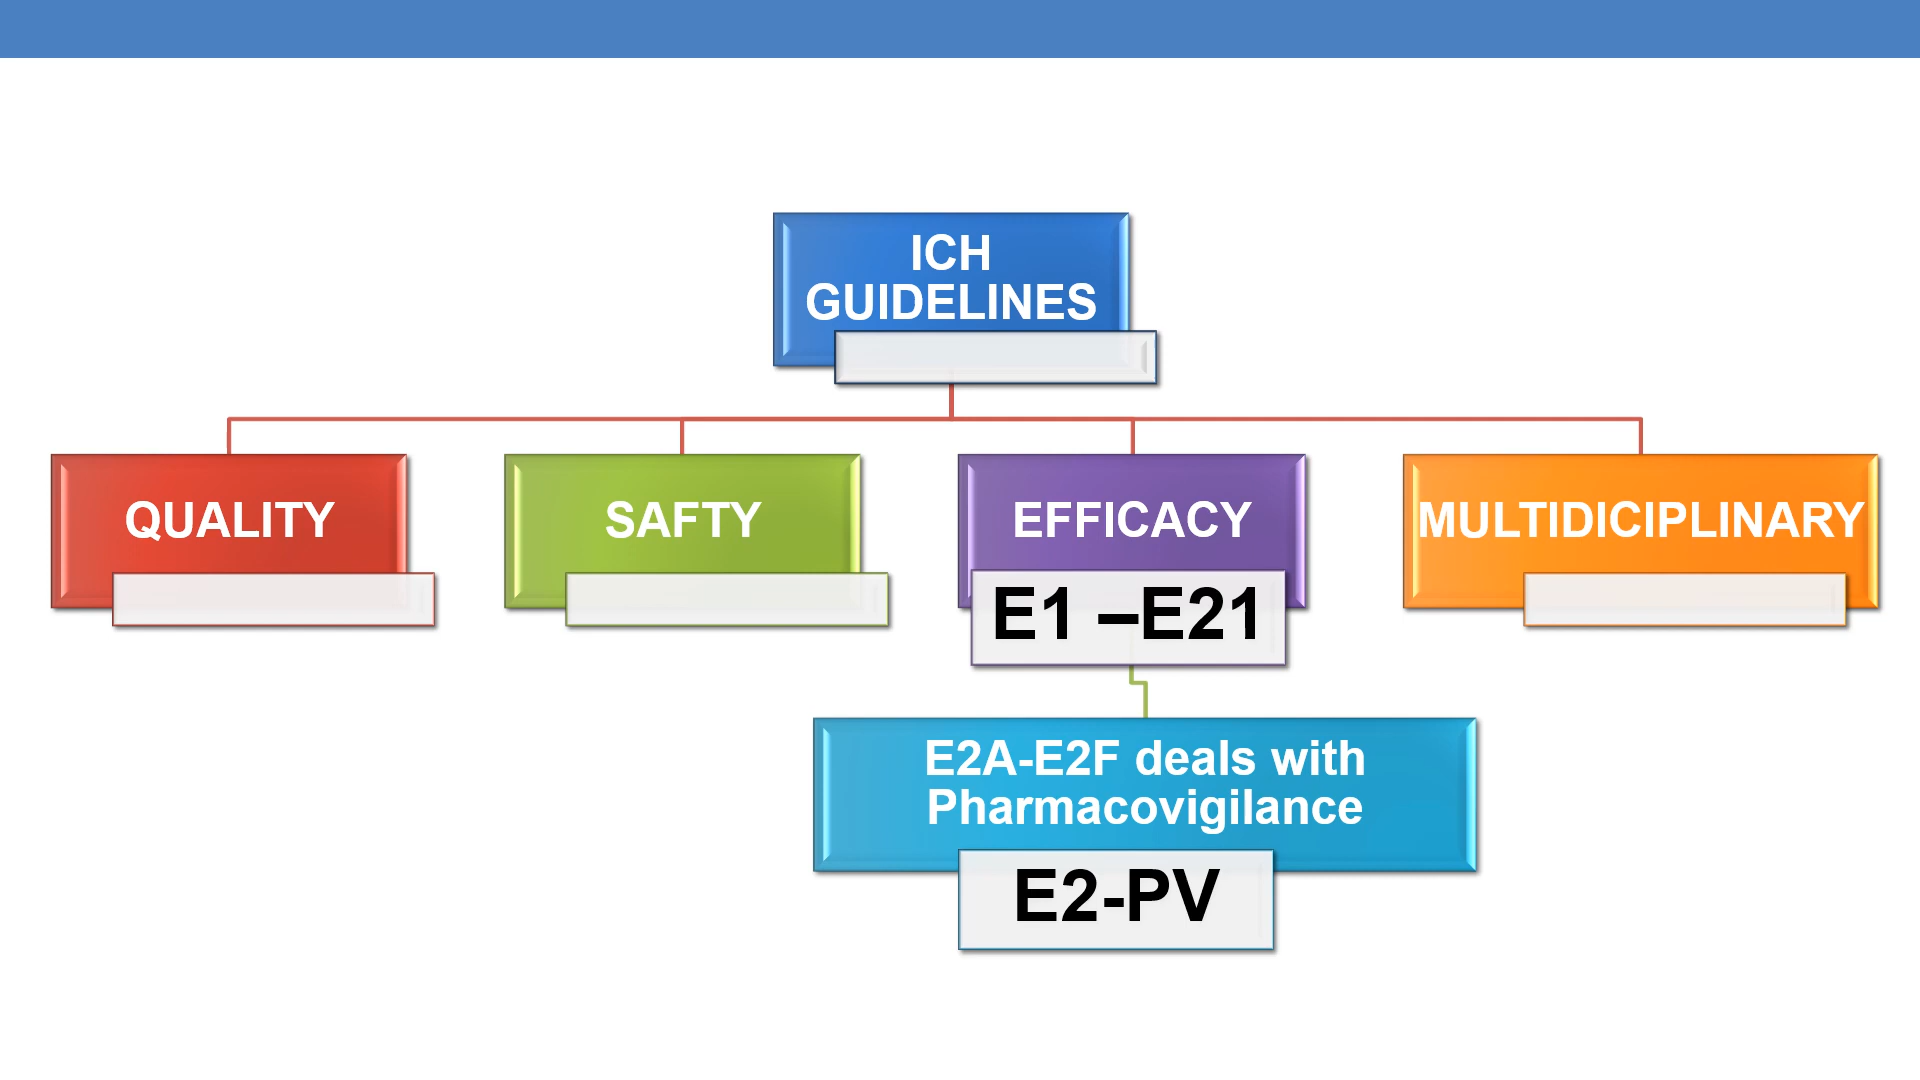 ICH
GUIDELINES
QUALITY
SAFTY
EFFICACY
MULTIDICIPLINARY
E1 –E21
E2A-E2F deals with
Pharmacovigilance
E2-PV